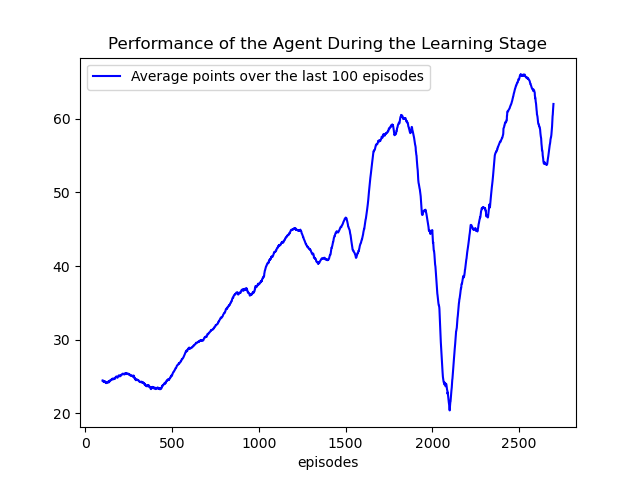 Performance of the Agent During the Learning Stage
Average points over the last 100 episodes
60
50
40
30
20
0 500 1000 1500 2000 2500
episodes